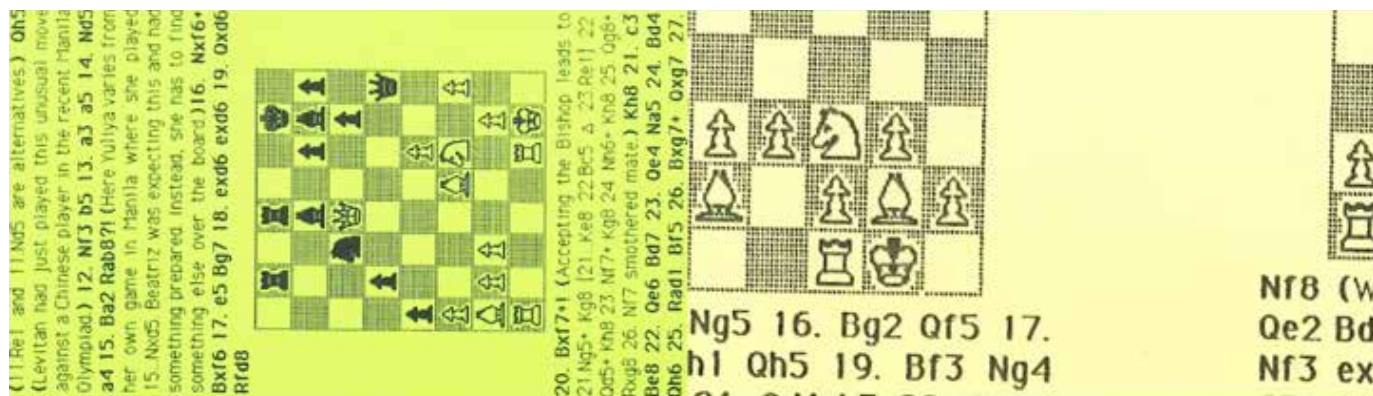 (11.Re1 and 11.Nd5 are alternatives) Qh5
(Levitan had just played this unusual move
against a Chinese player in the recent Manila
Olympiad) 12. Nf3 b5 13. a3 a5 14. Nd5
a4 15. Ba2 Rab8?! (Here Yuliya varies from
her own game in Manila where she played
15. Nxd5 Beatriz was expecting this and had
something prepared. Instead, she has to find
something else over the board)16. Nxf6+
Bxf6 17. e5 Bg7 18. exd6 exd6 19. Qxd6
Rfd8
20. Bxf7+! (Accepting the Bishop leads to
21 Ng5+ Kg8 [21. Ke8 22 Bc5 Δ 23 Re1] 22
Qd5+ Kh8 23 Nf7+ Kg8 24 Nh6+ Kh8 25 Qg8+
Rxg8 26. Nf7 smothered mate.) Kh8 21. c3
Be8 22. Qe6 Bd7 23. Qe4 Na5 24. Bd4
Qh6 25. Rad1 Bf5 26. Bxg7+ Qxg7 27.
Ng5 16. Bg2 Qf5 17.
h1 Qh5 19. Bf3 Ng4
Nf8 (W
Qe2 Bd
Nf3 ex